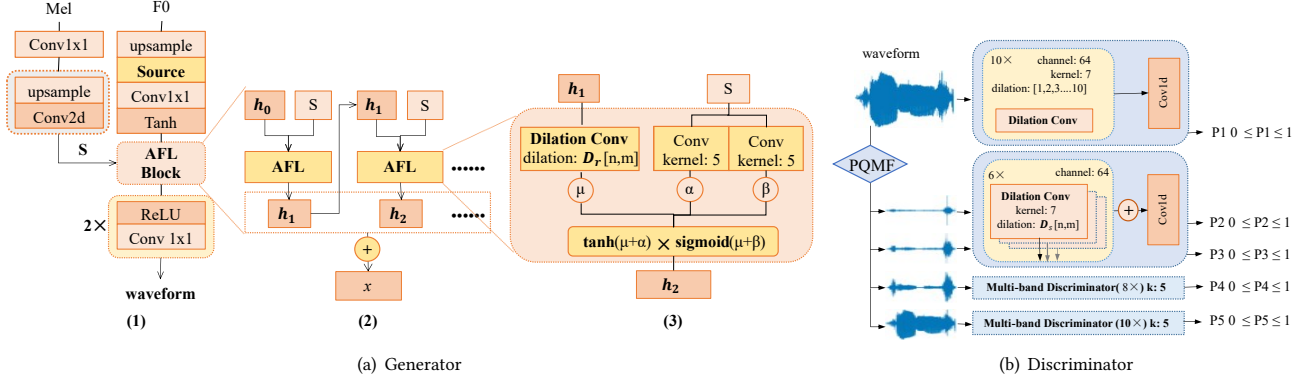 Mel
F0
Conv1x1
upsample
Conv2d
S
upsample
Source
Conv1x1
Tanh
AFL
Block
2×
ReLU
Conv 1x1
waveform
(1)
h₀
S
h₁
S
AFL
AFL
......
h₁
h₂
......
+
x
(2)
h₁
S
Dilation Conv
dilation: Dᵣ[n,m]
Conv
kernel: 5
Conv
kernel: 5
μ
α
β
tanh(μ+α) × sigmoid(μ+β)
h₂
(3)
(a) Generator
waveform
10×
channel: 64
kernel: 7
dilation: [1,2,3....10]
Dilation Conv
Cov1d
P1 0 ≤ P1 ≤ 1
PQMF
6×
channel: 64
Dilation Conv
kernel: 7
dilation: Dₛ[n,m]
+
Cov1d
P2 0 ≤ P2 ≤ 1
P3 0 ≤ P3 ≤ 1
Multi-band Discriminator( 8×) k: 5
P4 0 ≤ P4 ≤ 1
Multi-band Discriminator (10×) k: 5
P5 0 ≤ P5 ≤ 1
(b) Discriminator